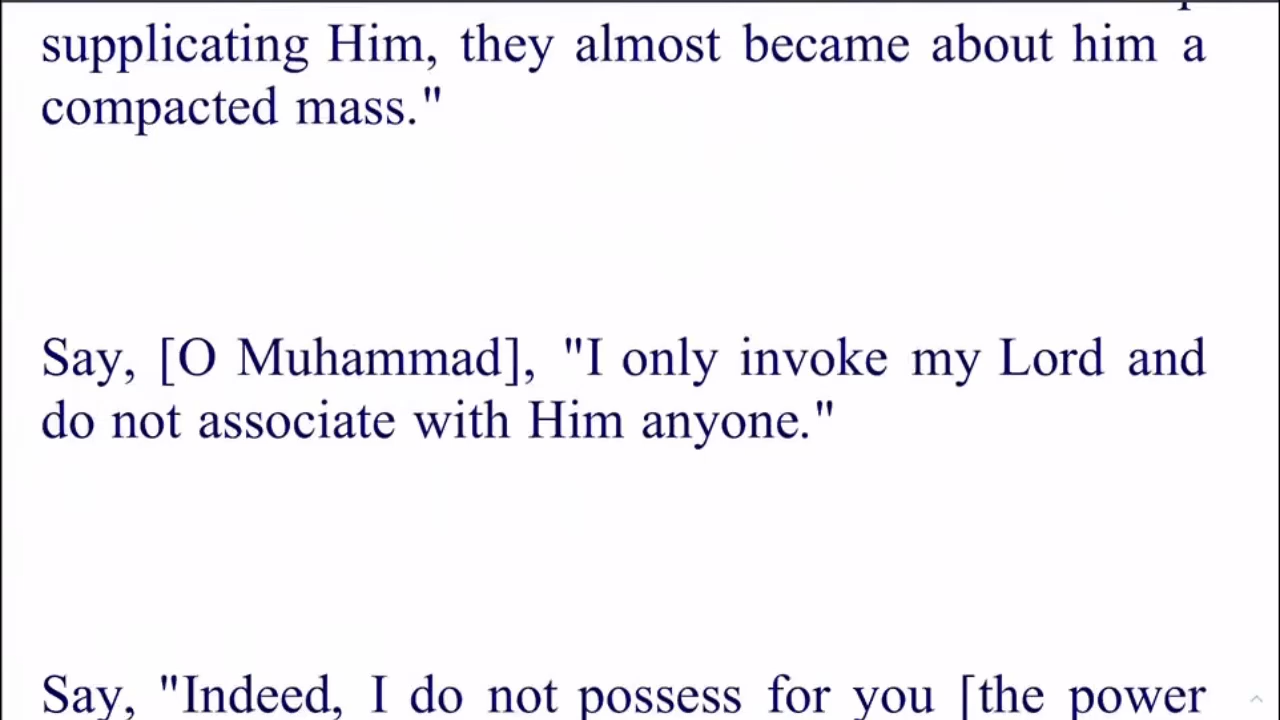 supplicating Him, they almost became about him a
compacted mass."
Say, [O Muhammad], "I only invoke my Lord and
do not associate with Him anyone."
Say, "Indeed, I do not possess for you [the power